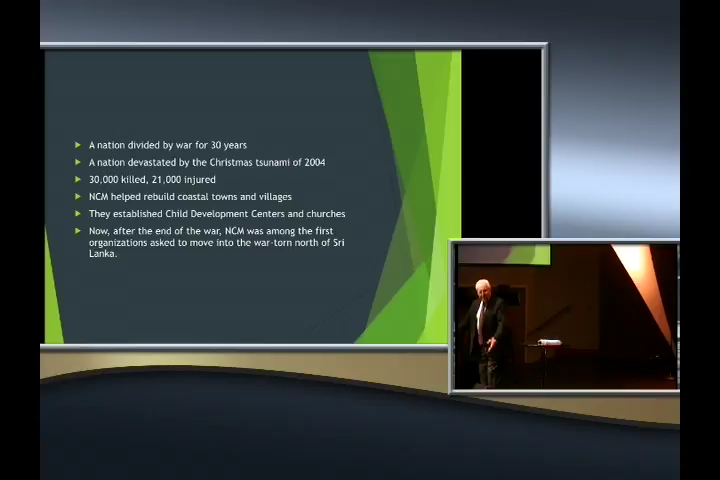 A nation divided by war for 30 years
A nation devastated by the Christmas tsunami of 2004
30,000 killed, 21,000 injured
NCM helped rebuild coastal towns and villages
They established Child Development Centers and churches
Now, after the end of the war, NCM was among the first
organizations asked to move into the war-torn north of Sri
Lanka.